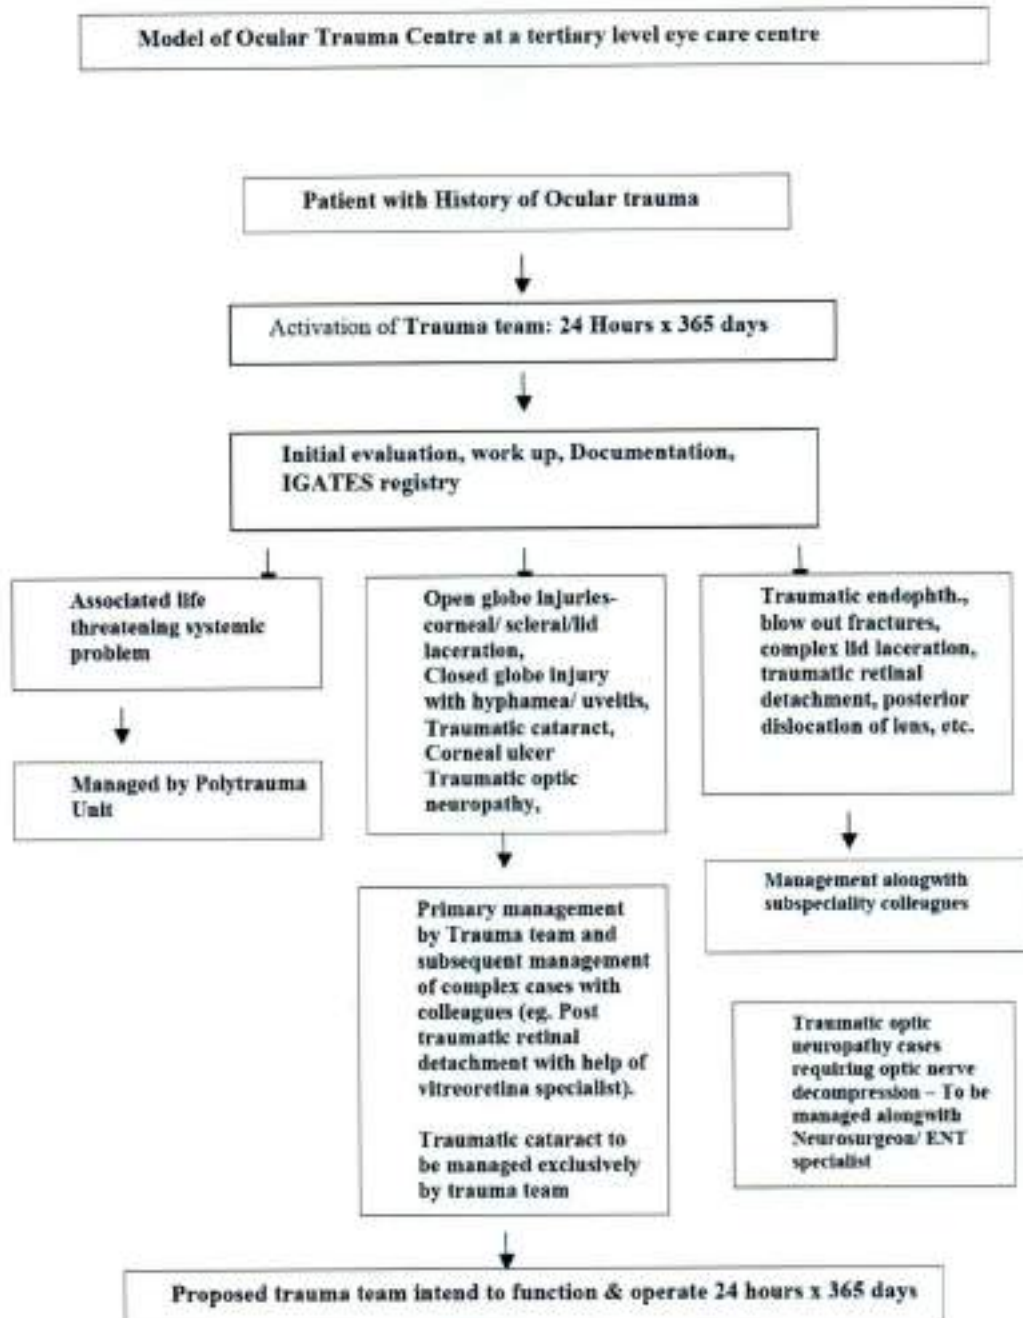 Model of Ocular Trauma Centre at a tertiary level eye care centre
Patient with History of Ocular trauma
Activation of Trauma team: 24 Hours x 365 days
Initial evaluation, work up, Documentation,
IGATES registry
Associated life
threatening systemic
problem
Managed by Polytrauma
Unit
Open globe injuries-
corneal/ scleral/lid
laceration,
Closed globe injury
with hyphamea/ uveitis,
Traumatic cataract,
Corneal ulcer
Traumatic optic
neuropathy,
Primary management
by Trauma team and
subsequent management
of complex cases with
colleagues (eg. Post
traumatic retinal
detachment with help of
vitreoretina specialist).
Traumatic cataract to
be managed exclusively
by trauma team
Traumatic endophth.,
blow out fractures,
complex lid laceration,
traumatic retinal
detachment, posterior
dislocation of lens, etc.
Management alongwith
subspeciality colleagues
Traumatic optic
neuropathy cases
requiring optic nerve
decompression – To be
managed alongwith
Neurosurgeon/ ENT
specialist
Proposed trauma team intend to function & operate 24 hours x 365 days